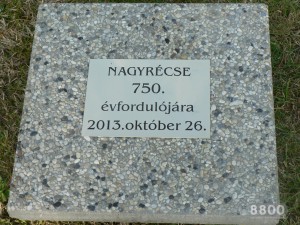 NAGYRÉCSE
750.
évfordulójára
2013.október 26.
8800